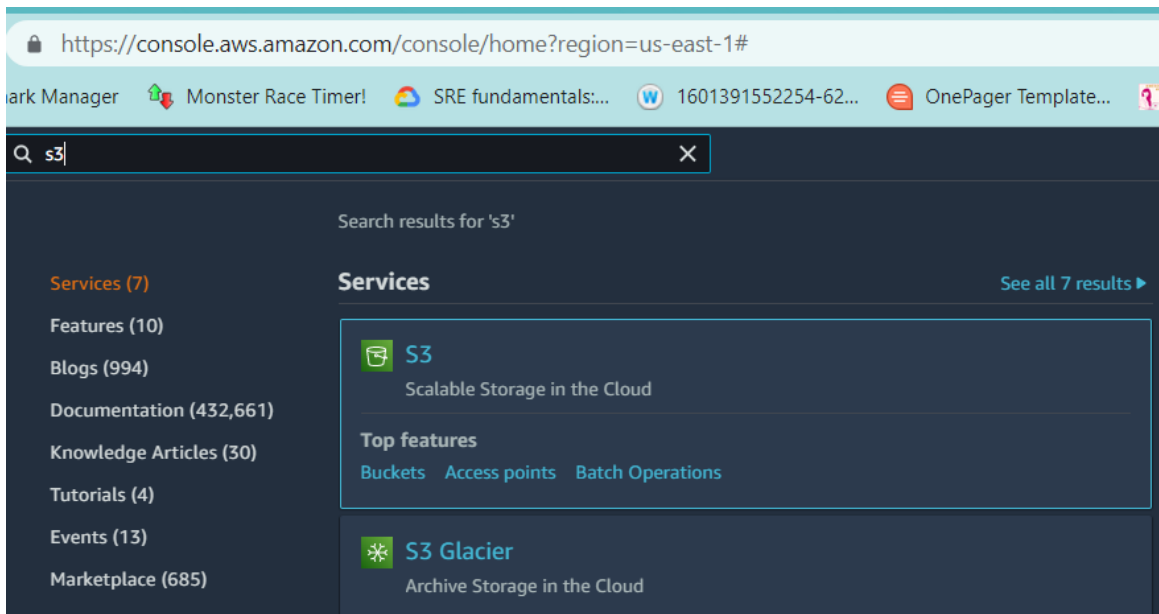 https://console.aws.amazon.com/console/home?region=us-east-1#
ark Manager Monster Race Timer! SRE fundamentals:... W 1601391552254-62... OnePager Template...
s3
Search results for 's3'
Services (7)
Services
See all 7 results
Features (10)
S3
Blogs (994)
Scalable Storage in the Cloud
Documentation (432,661)
Top features
Knowledge Articles (30)
Buckets Access points Batch Operations
Tutorials (4)
Events (13)
S3 Glacier
Marketplace (685)
Archive Storage in the Cloud